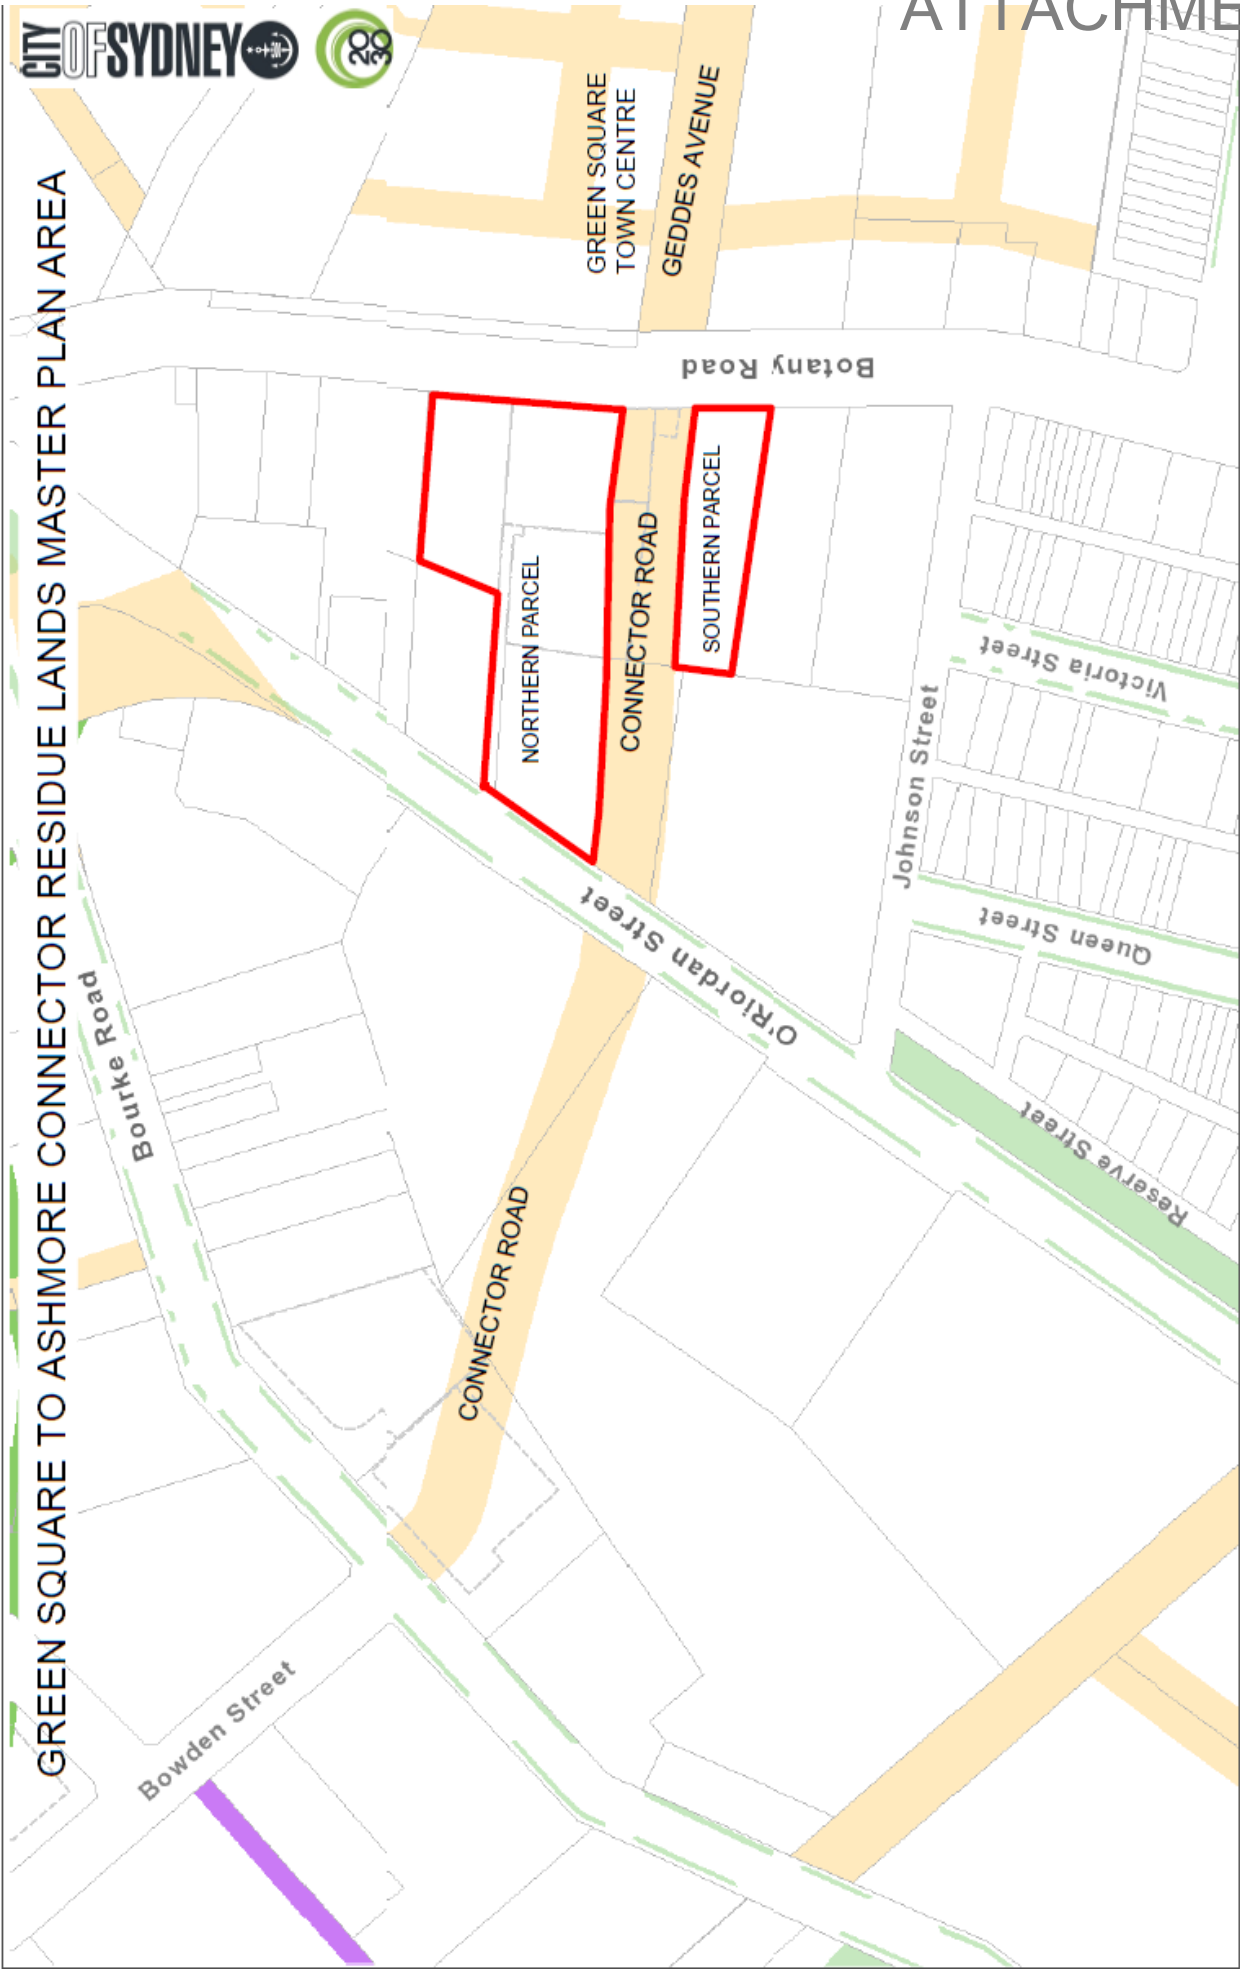 ATTACHME
CITY OF SYDNEY
2030
GREEN SQUARE TO ASHMORE CONNECTOR RESIDUE LANDS MASTER PLAN AREA
GREEN SQUARE
TOWN CENTRE
GEDDES AVENUE
Botany Road
NORTHERN PARCEL
CONNECTOR ROAD
SOUTHERN PARCEL
Victoria Street
Johnson Street
Queen Street
O'Riordan Street
Reserve Street
Bourke Road
CONNECTOR ROAD
Bowden Street